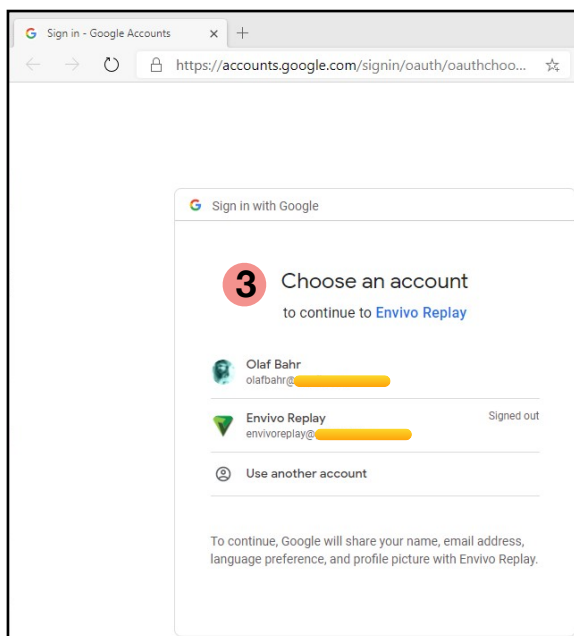 Sign in - Google Accounts
https://accounts.google.com/signin/oauth/oauthchoo...
Sign in with Google
3 Choose an account
to continue to Envivo Replay
Olaf Bahr
olafbahr@
Envivo Replay
Signed out
envivoreplay@
Use another account
To continue, Google will share your name, email address,
language preference, and profile picture with Envivo Replay.